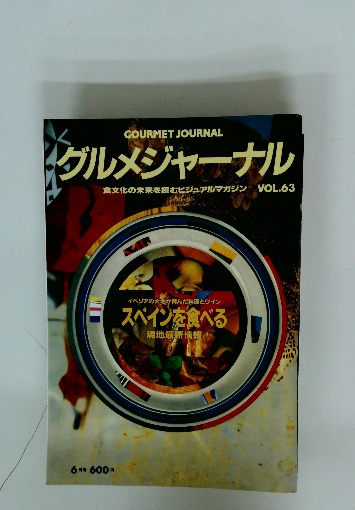 GOURMET JOURNAL
グルメジャーナル
食文化の未来を読むビジュアルマガジン VOL.63
イベリアの大地が育んだ料理とワイン
スペインを食べる
現地最新情報
6月号 600円